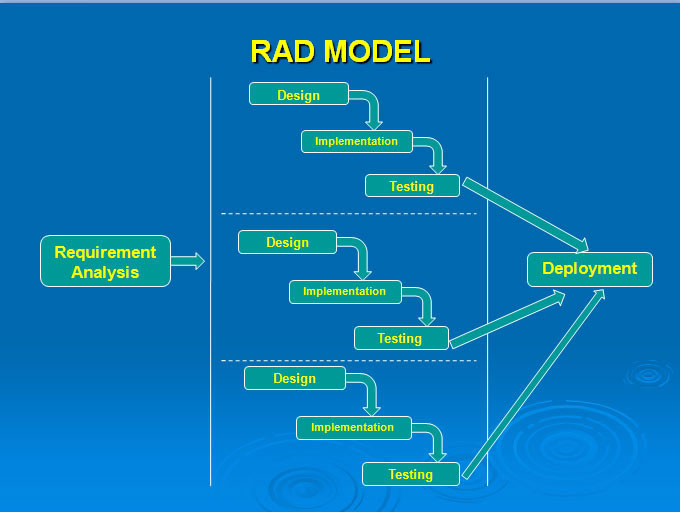 RAD MODEL
Design
Implementation
Testing
Requirement
Analysis
Design
Implementation
Testing
Deployment
Design
Implementation
Testing